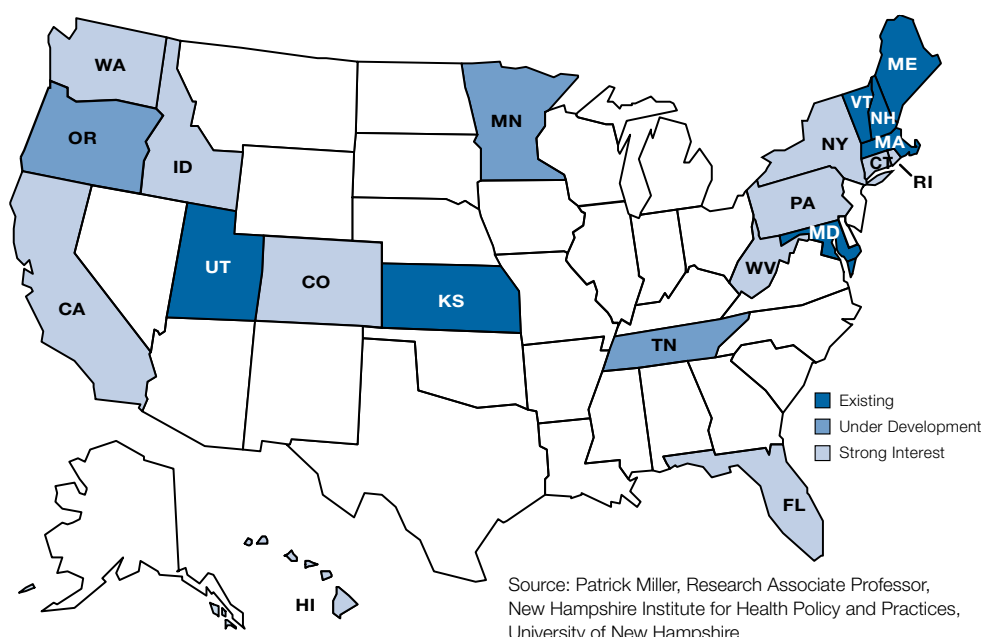 ME
WA
VT
NH
MN
OR
MA
NY
CT
ID
RI
PA
MD
UT
WV
CO
KS
CA
TN
Existing
Under Development
Strong Interest
FL
HI
Source: Patrick Miller, Research Associate Professor,
New Hampshire Institute for Health Policy and Practices,
University of New Hampshire